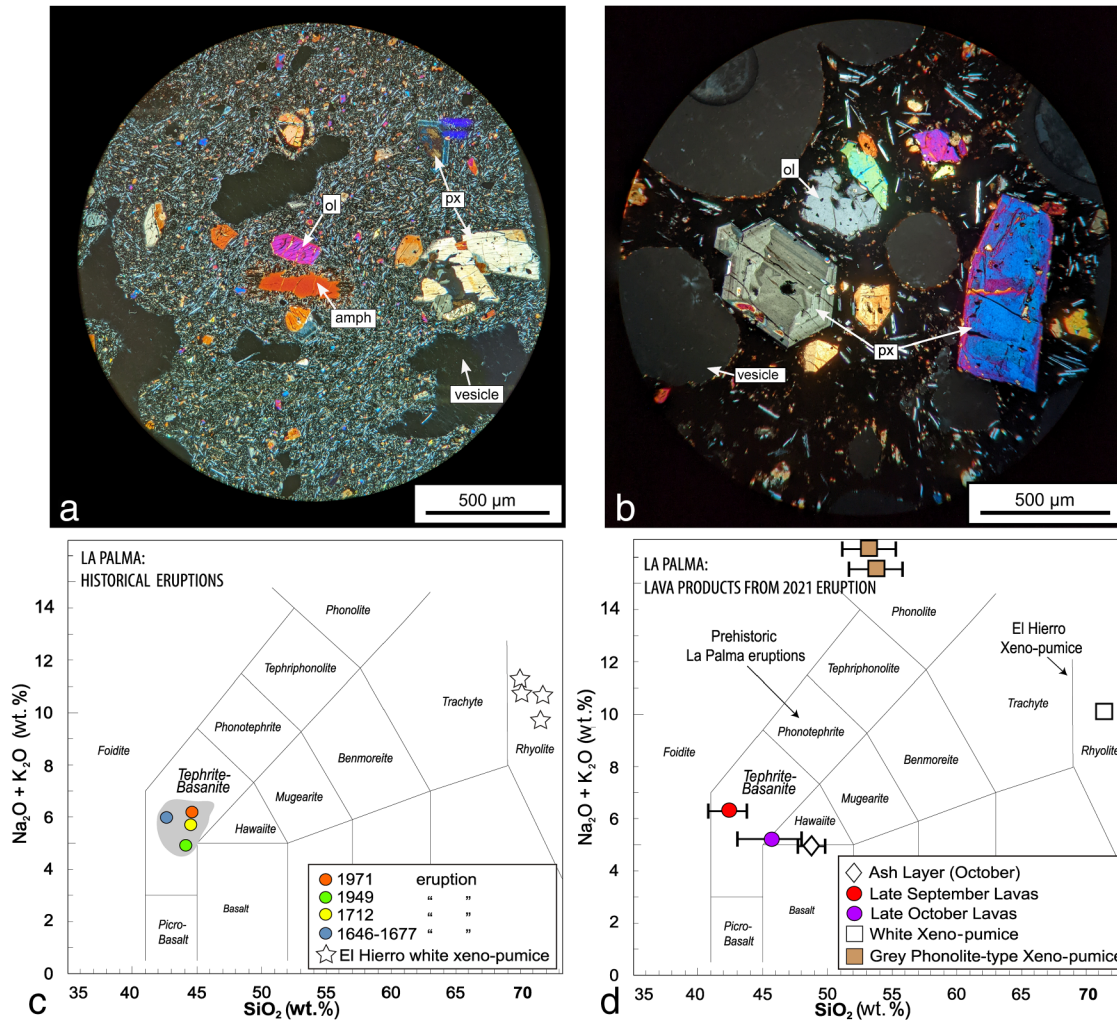 ol
px
amph
vesicle
a
500 µm
ol
px
vesicle
b
500 µm
LA PALMA:
HISTORICAL ERUPTIONS
Na2O + K2O (wt.%)
14
12
10
8
6
4
2
0
Phonolite
Tephriphonolite
Trachyte
Phonotephrite
Foidite
Benmoreite
Rhyolite
Tephrite-
Basanite
Mugearite
Hawaiite
Basalt
Picro-
Basalt
1971 eruption
1949 “ ”
1712 “ ”
1646-1677 “ ”
El Hierro white xeno-pumice
35 40 45 50 55 60 65 70
SiO2 (wt.%)
c
LA PALMA:
LAVA PRODUCTS FROM 2021 ERUPTION
Na2O + K2O (wt.%)
14
12
10
8
6
4
2
0
Phonolite
Prehistoric
La Palma eruptions
El Hierro
Xeno-pumice
Tephriphonolite
Trachyte
Phonotephrite
Foidite
Benmoreite
Rhyolite
Tephrite-
Basanite
Mugearite
Hawaiite
Basalt
Picro-
Basalt
Ash Layer (October)
Late September Lavas
Late October Lavas
White Xeno-pumice
Grey Phonolite-type Xeno-pumice
35 40 45 50 55 60 65 70
SiO2 (wt.%)
d